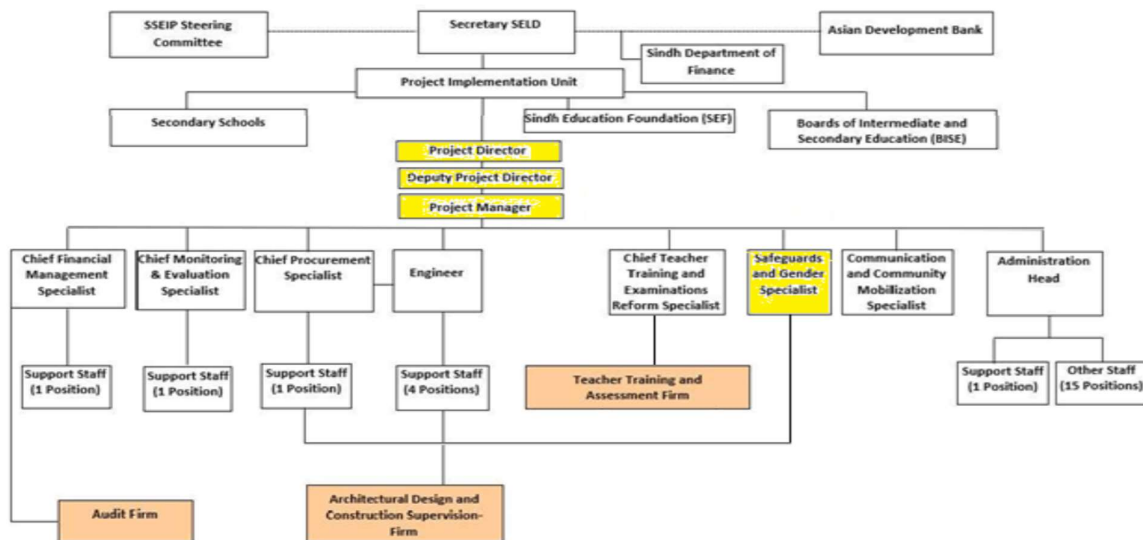 SSEIP Steering
Committee
Secretary SELD
Asian Development Bank
Sindh Department of
Finance
Project Implementation Unit
Secondary Schools
Sindh Education Foundation (SEF)
Boards of Intermediate and
Secondary Education (BISE)
Project Director
Deputy Project Director
Project Manager
Chief Financial
Management
Specialist
Chief Monitoring
& Evaluation
Specialist
Chief Procurement
Specialist
Engineer
Chief Teacher
Training and
Examinations
Reform Specialist
Safeguards
and Gender
Specialist
Communication
and Community
Mobilization
Specialist
Administration
Head
Support Staff
(1 Position)
Support Staff
(1 Position)
Support Staff
(1 Position)
Support Staff
(4 Positions)
Teacher Training and
Assessment Firm
Support Staff
(1 Position)
Other Staff
(15 Positions)
Audit Firm
Architectural Design and
Construction Supervision-
Firm